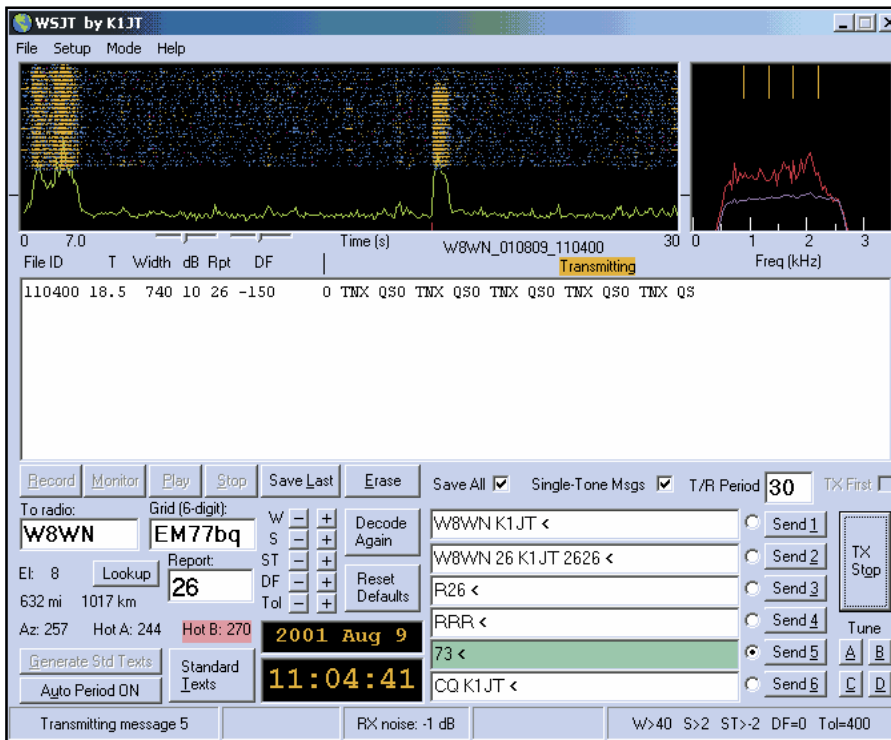 WSJT by K1JT
File Setup Mode Help
0 7.0 Time (s) W8WN_010809_110400 30 0 1 2 3
File ID T Width dB Rpt DF Transmitting Freq (kHz)
110400 18.5 740 10 26 -150 0 TNX QSO TNX QSO TNX QSO TNX QSO TNX QS
Record Monitor Play Stop Save Last Erase Save All Single-Tone Msgs T/R Period 30 TX First
To radio: Grid (6-digit):
W8WN EM77bq
W - +
S - +
ST - +
DF - +
Tol - +
Decode Again
Reset Defaults
El: 8 Lookup Report: 26
632 mi 1017 km
Az: 257 Hot A: 244 Hot B: 270
Generate Std Texts
Auto Period ON
Standard Texts
2001 Aug 9
11:04:41
W8WN K1JT < Send 1
W8WN 26 K1JT 2626 < Send 2
R26 < Send 3
RRR < Send 4
73 < Send 5
CQ K1JT < Send 6
TX Stop
Tune
A B
C D
Transmitting message 5 RX noise: -1 dB W>40 S>2 ST>-2 DF=0 Tol=400